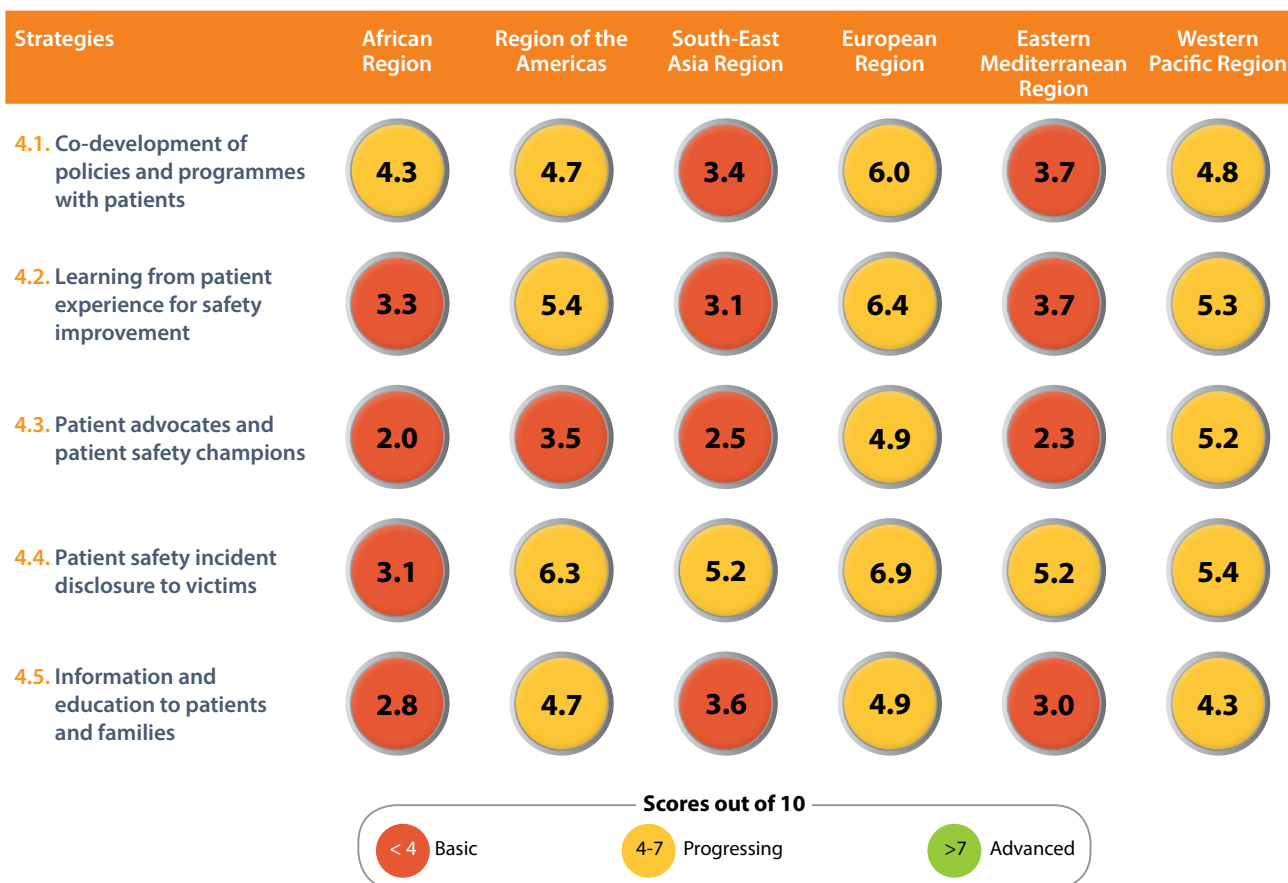 Strategies
African
Region
Region of the
Americas
South-East
Asia Region
European
Region
Eastern
Mediterranean
Region
Western
Pacific Region
4.1. Co-development of
policies and programmes
with patients
4.3
4.7
3.4
6.0
3.7
4.8
4.2. Learning from patient
experience for safety
improvement
3.3
5.4
3.1
6.4
3.7
5.3
4.3. Patient advocates and
patient safety champions
2.0
3.5
2.5
4.9
2.3
5.2
4.4. Patient safety incident
disclosure to victims
3.1
6.3
5.2
6.9
5.2
5.4
4.5. Information and
education to patients
and families
2.8
4.7
3.6
4.9
3.0
4.3
Scores out of 10
< 4 Basic
4-7 Progressing
>7 Advanced